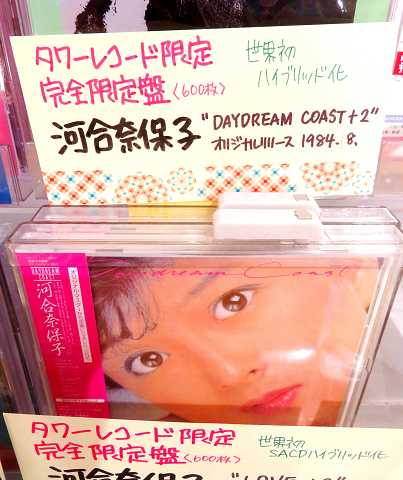 タワーレコード限定
完全限定盤〈600枚〉
世界初
ハイブリッド化
河合奈保子 "DAYDREAM COAST+2"
オリジナルリリース 1984.8.
Daydream Coast
DAYDREAM
COAST
河合奈保子
タワーレコード限定
完全限定盤〈600枚〉
世界初
SACDハイブリッド化
河合奈保子 "LOVE